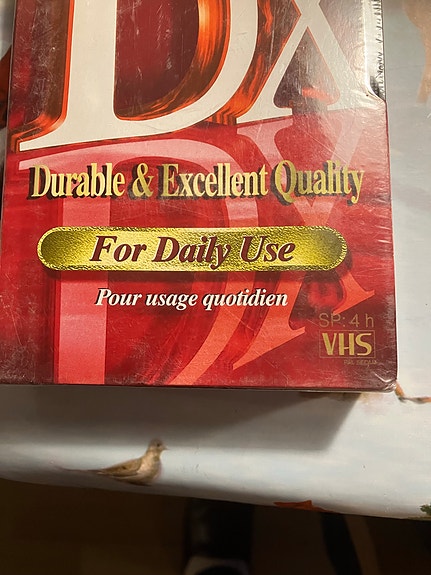 DX
Durable & Excellent Quality
For Daily Use
Pour usage quotidien
SP: 4 h
VHS